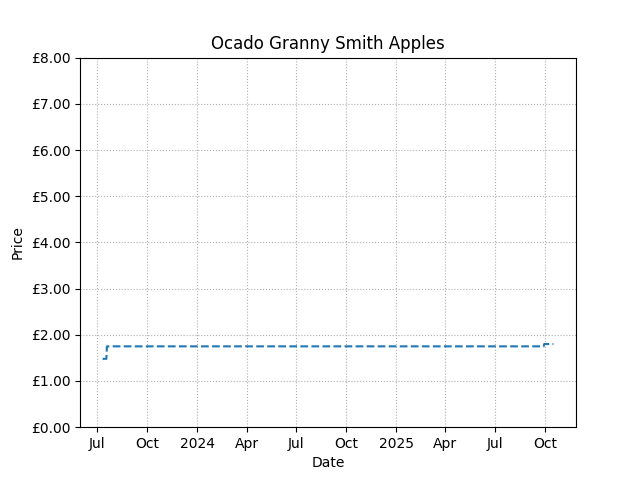 Ocado Granny Smith Apples
£8.00
£7.00
£6.00
£5.00
£4.00
£3.00
£2.00
£1.00
£0.00
Price
Jul Oct 2024 Apr Jul Oct 2025 Apr Jul Oct
Date